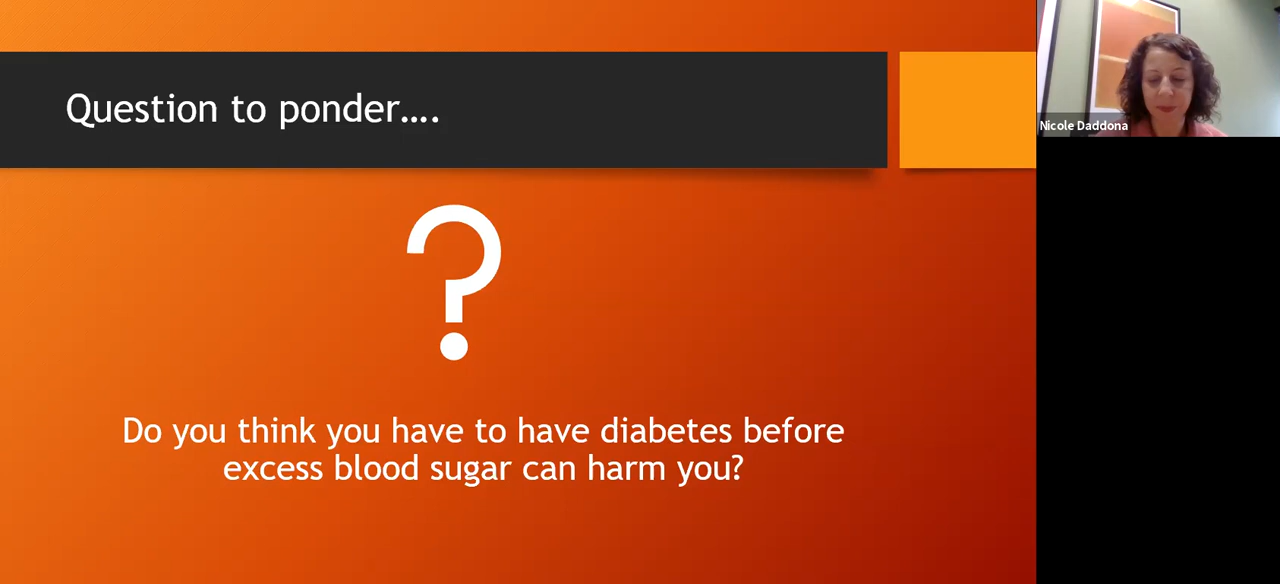 Question to ponder....
Do you think you have to have diabetes before
excess blood sugar can harm you?
Nicole Daddona